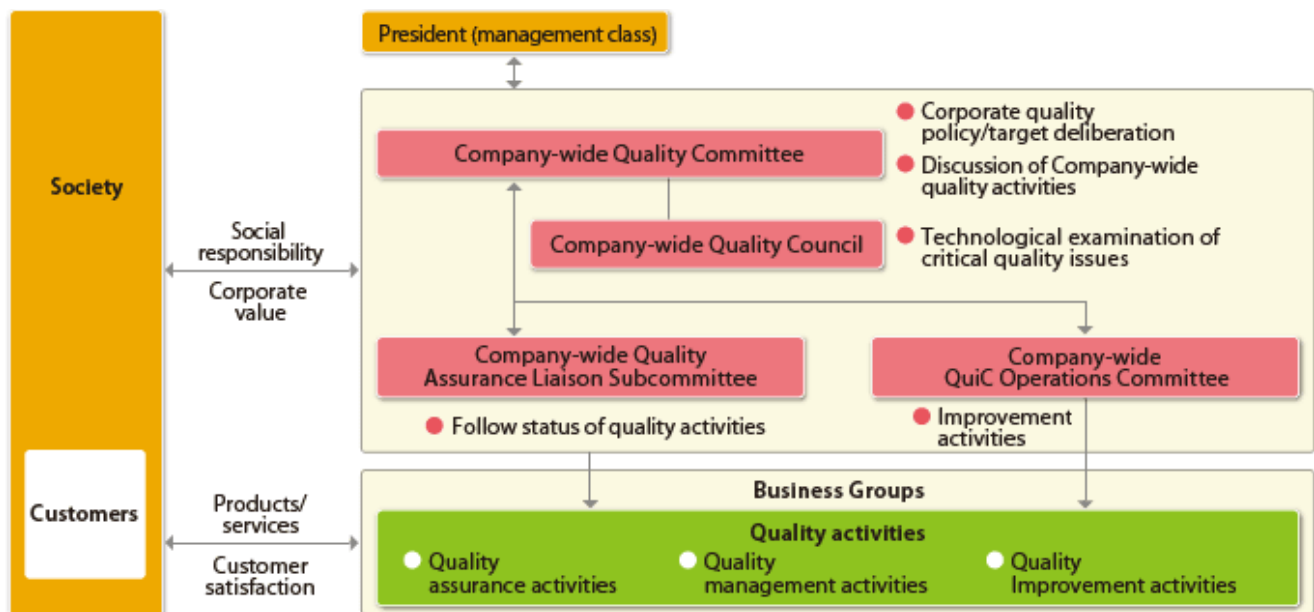 President (management class)
Society
Company-wide Quality Committee
Corporate quality
policy/target deliberation
Discussion of Company-wide
quality activities
Company-wide Quality Council
Technological examination of
critical quality issues
Social
responsibility
Corporate
value
Company-wide Quality
Assurance Liaison Subcommittee
Follow status of quality activities
Company-wide
QuiC Operations Committee
Improvement
activities
Customers
Products/
services
Customer
satisfaction
Business Groups
Quality activities
Quality
assurance activities
Quality
management activities
Quality
Improvement activities